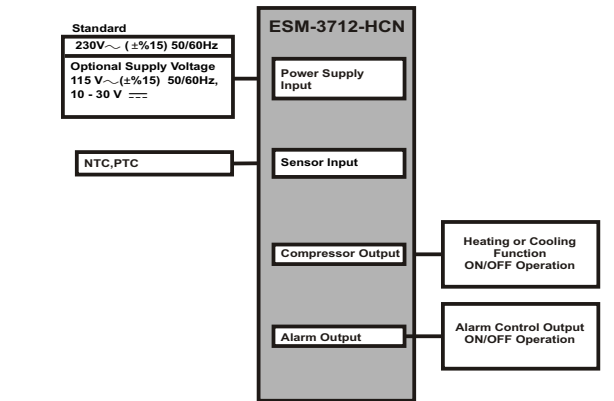 Standard
230V～ (±%15) 50/60Hz
Optional Supply Voltage
115 V～(±%15) 50/60Hz,
10 - 30 V ⎓
NTC,PTC
ESM-3712-HCN
Power Supply
Input
Sensor Input
Compressor Output
Alarm Output
Heating or Cooling
Function
ON/OFF Operation
Alarm Control Output
ON/OFF Operation